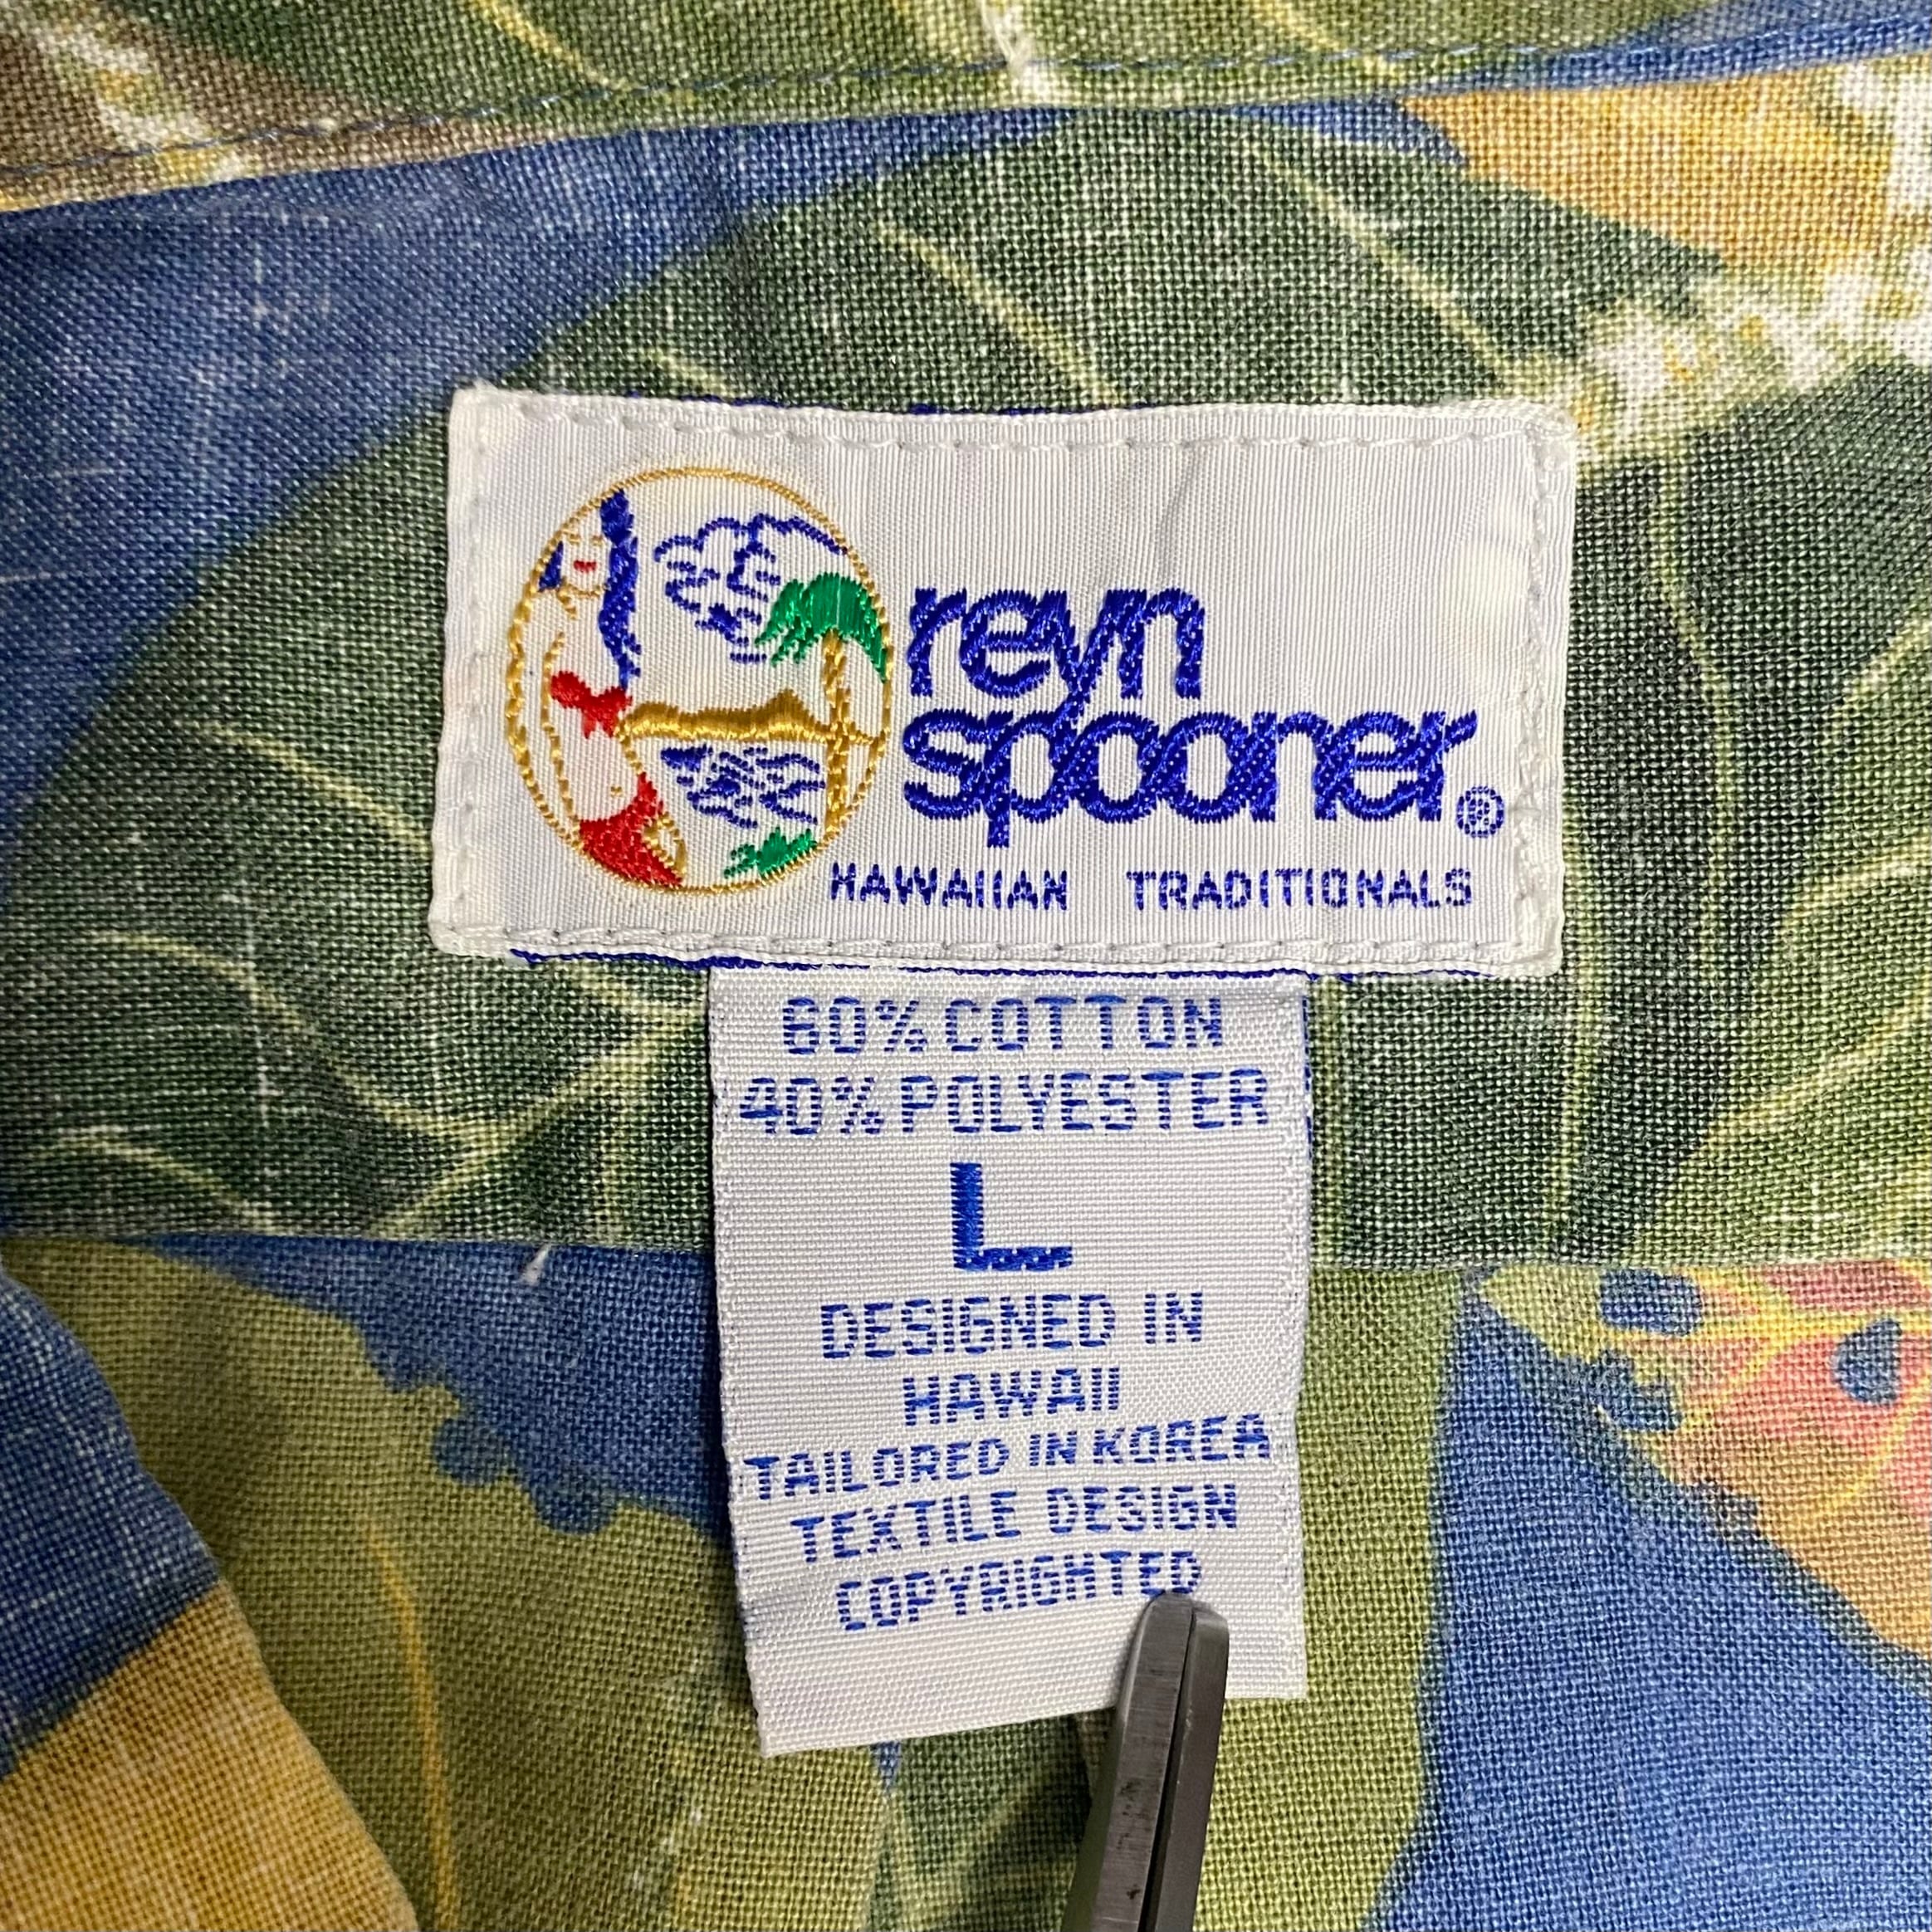 reyn
spooner®
HAWAIIAN TRADITIONALS
60% COTTON
40% POLYESTER
L
DESIGNED IN
HAWAII
TAILORED IN KOREA
TEXTILE DESIGN
COPYRIGHTED